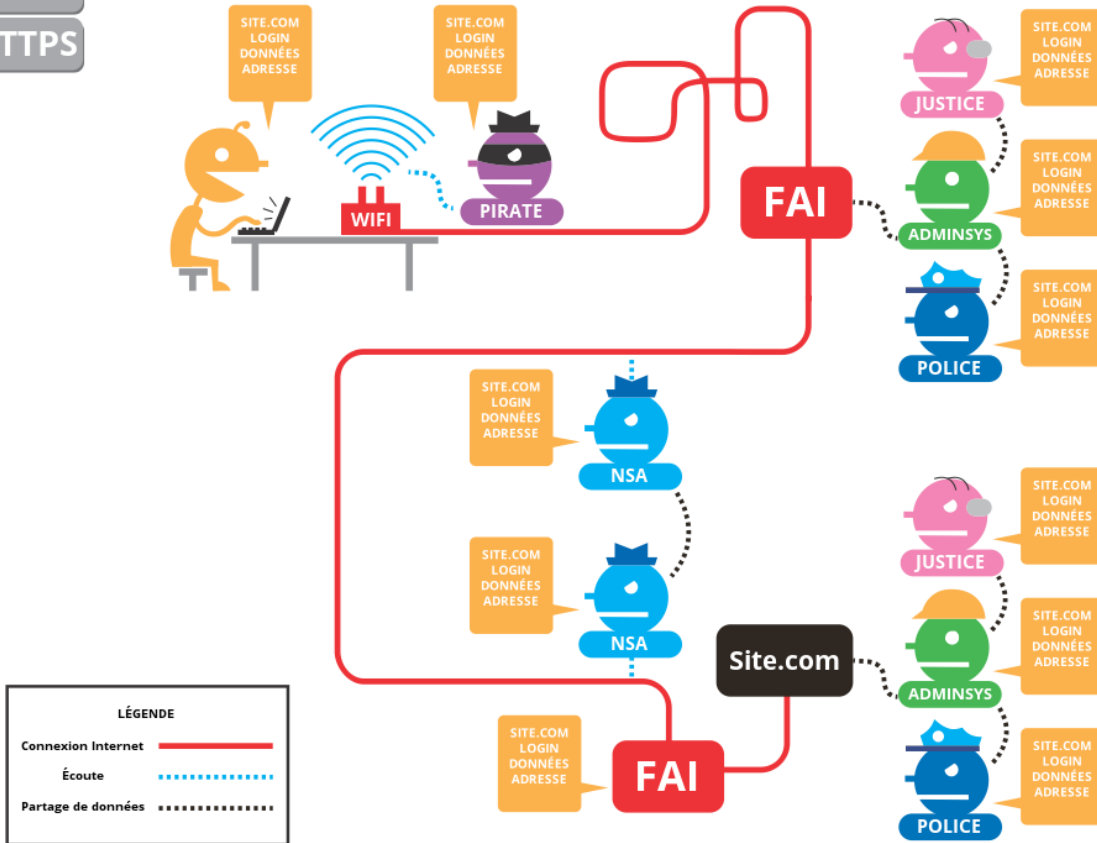 TTPS
SITE.COM
LOGIN
DONNÉES
ADRESSE
SITE.COM
LOGIN
DONNÉES
ADRESSE
WIFI
PIRATE
FAI
SITE.COM
LOGIN
DONNÉES
ADRESSE
JUSTICE
SITE.COM
LOGIN
DONNÉES
ADRESSE
ADMINSYS
SITE.COM
LOGIN
DONNÉES
ADRESSE
POLICE
SITE.COM
LOGIN
DONNÉES
ADRESSE
NSA
SITE.COM
LOGIN
DONNÉES
ADRESSE
NSA
Site.com
SITE.COM
LOGIN
DONNÉES
ADRESSE
JUSTICE
SITE.COM
LOGIN
DONNÉES
ADRESSE
ADMINSYS
SITE.COM
LOGIN
DONNÉES
ADRESSE
POLICE
SITE.COM
LOGIN
DONNÉES
ADRESSE
FAI
LÉGENDE
Connexion Internet
Écoute
Partage de données